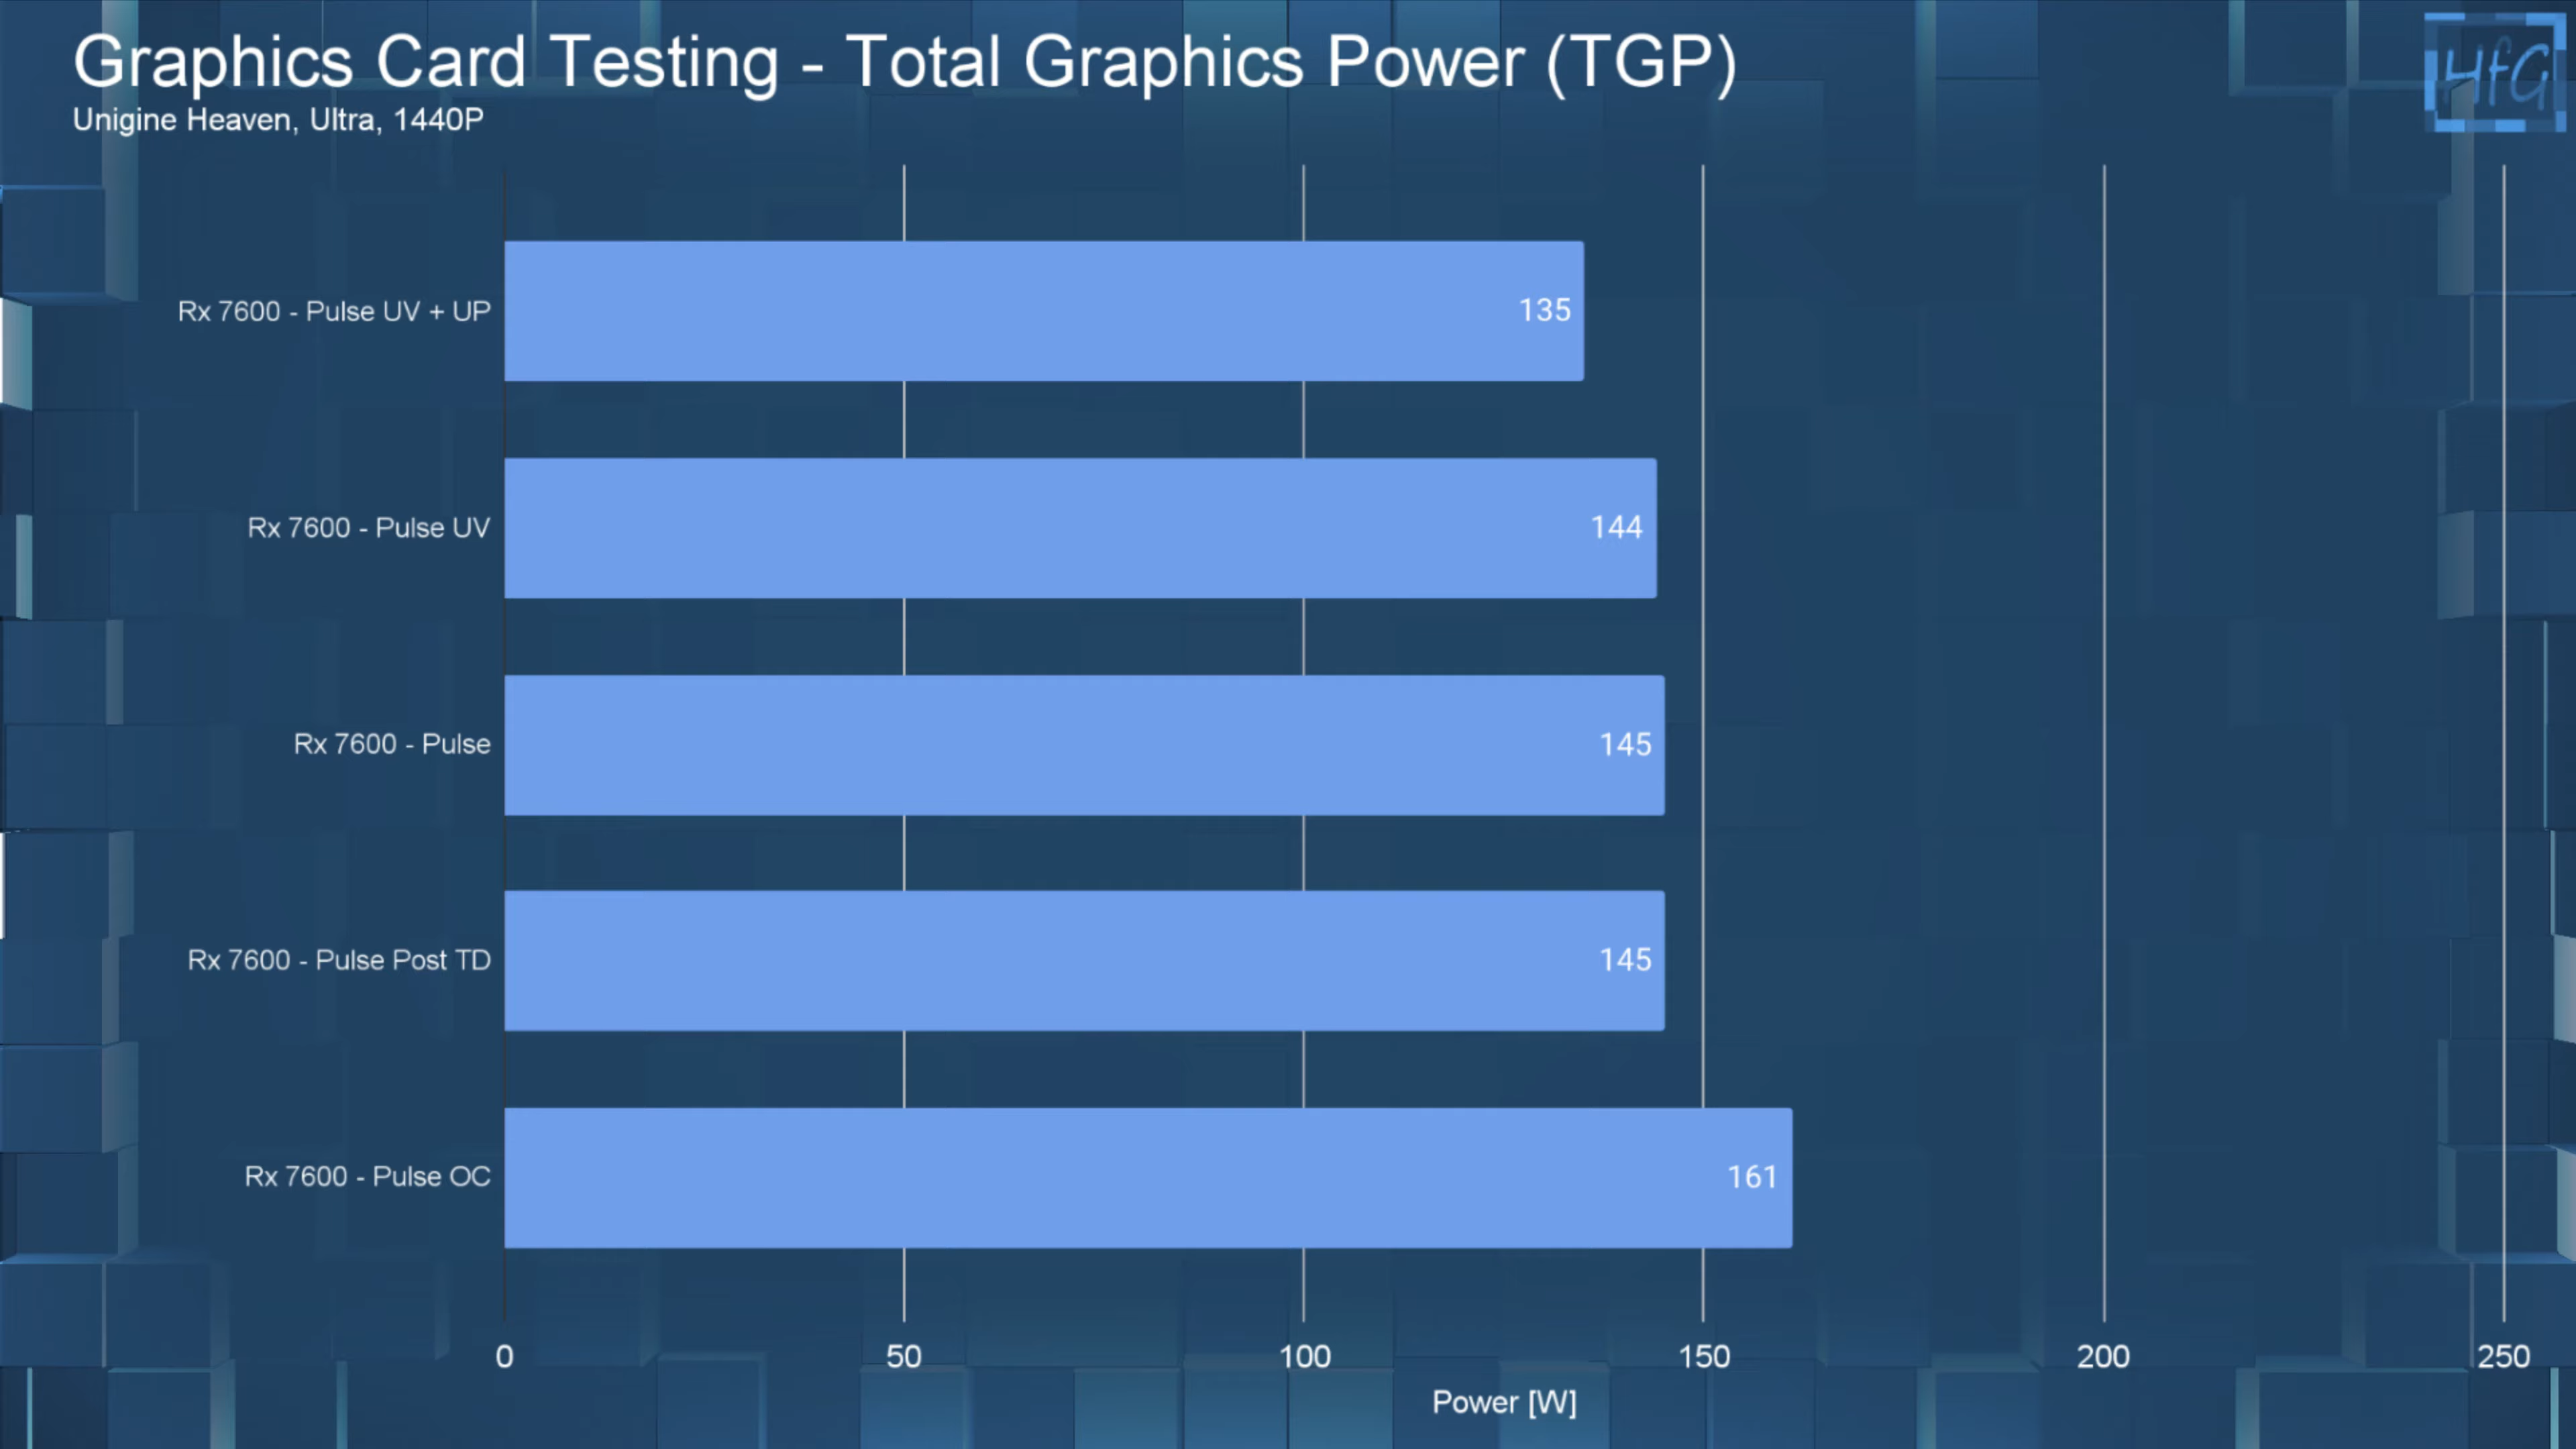 Graphics Card Testing - Total Graphics Power (TGP)
Unigine Heaven, Ultra, 1440P
HfG
Rx 7600 - Pulse UV + UP
135
Rx 7600 - Pulse UV
144
Rx 7600 - Pulse
145
Rx 7600 - Pulse Post TD
145
Rx 7600 - Pulse OC
161
0 50 100 150 200 250
Power [W]